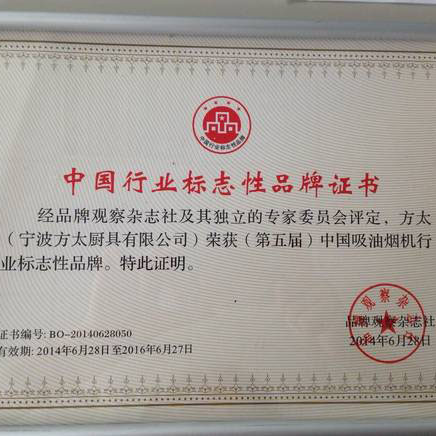 中国行业标志性品牌
中国行业标志性品牌证书
经品牌观察杂志社及其独立的专家委员会评定，方太
（宁波方太厨具有限公司）荣获（第五届）中国吸油烟机行
业标志性品牌。特此证明。
证书编号: BO-20140628050
有效期: 2014年6月28日至2016年6月27日
品牌观察杂志社
2014年6月28日